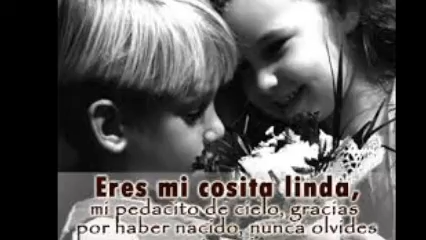 Eres mi cosita linda,
mi pedacito de cielo, gracias
por haber nacido, nunca olvides